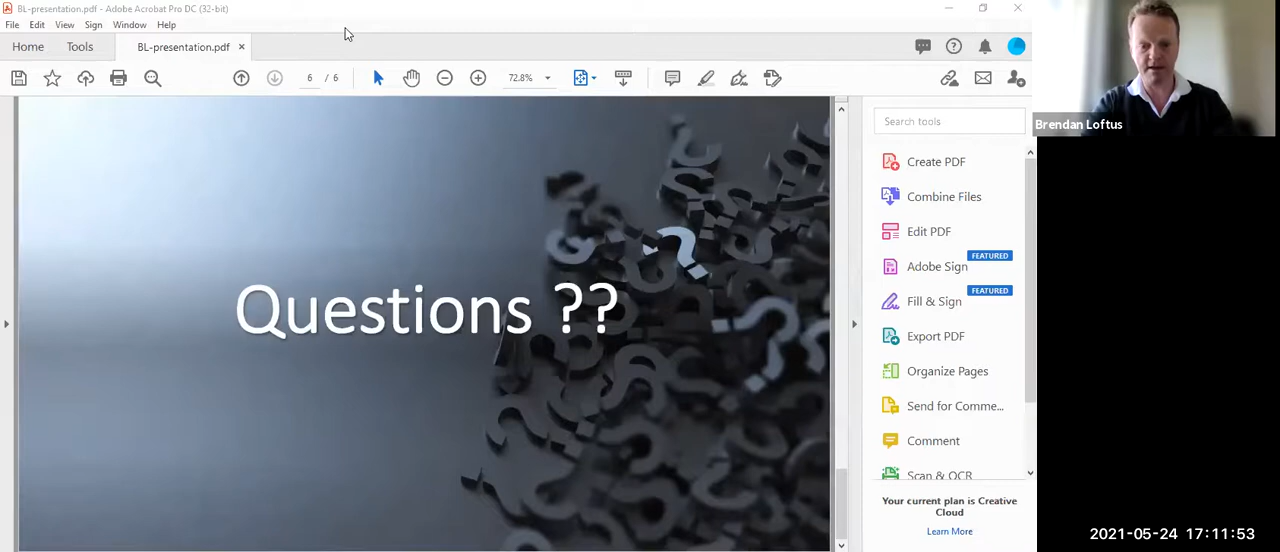 BL-presentation.pdf - Adobe Acrobat Pro DC (32-bit)
File Edit View Sign Window Help
Home Tools BL-presentation.pdf ×
6 / 6 72.8%
Questions ??
Search tools
Create PDF
Combine Files
Edit PDF
FEATURED
Adobe Sign
FEATURED
Fill & Sign
Export PDF
Organize Pages
Send for Comme...
Comment
Scan & OCR
Your current plan is Creative
Cloud
Learn More
Brendan Loftus
2021-05-24 17:11:53